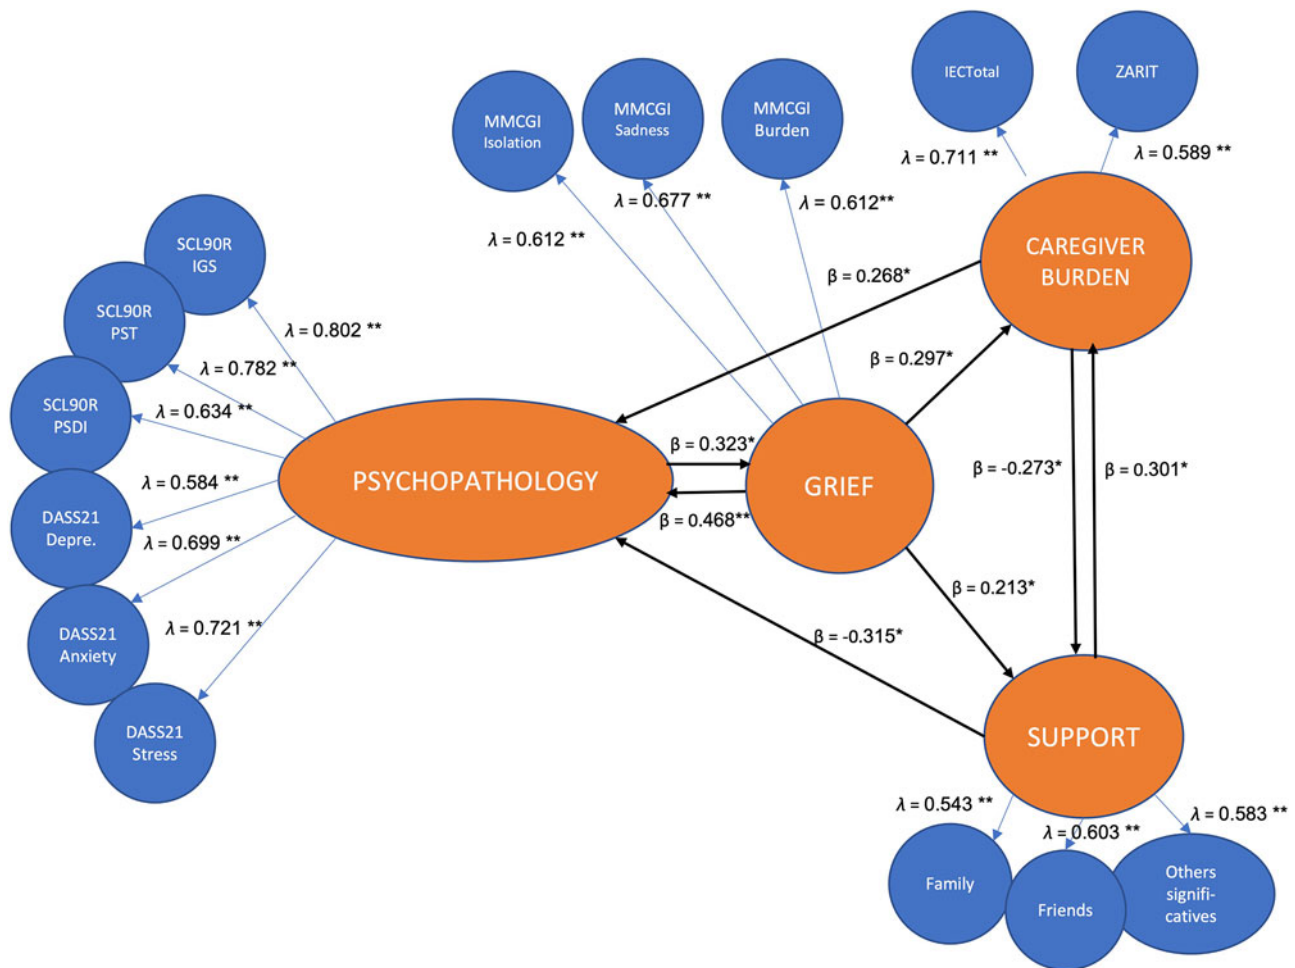 IECTotal
ZARIT
MMCGI
Isolation
MMCGI
Sadness
MMCGI
Burden
λ = 0.711 **
λ = 0.589 **
λ = 0.677 **
λ = 0.612**
λ = 0.612 **
SCL90R
IGS
CAREGIVER
BURDEN
β = 0.268*
SCL90R
PST
λ = 0.802 **
λ = 0.782 **
β = 0.297*
SCL90R
PSDI
λ = 0.634 **
β = 0.323*
β = -0.273*
β = 0.301*
λ = 0.584 **
PSYCHOPATHOLOGY
GRIEF
DASS21
Depre.
β = 0.468**
λ = 0.699 **
β = 0.213*
λ = 0.721 **
β = -0.315*
DASS21
Anxiety
DASS21
Stress
SUPPORT
λ = 0.543 **
λ = 0.603 **
λ = 0.583 **
Family
Friends
Others
signifi-
catives